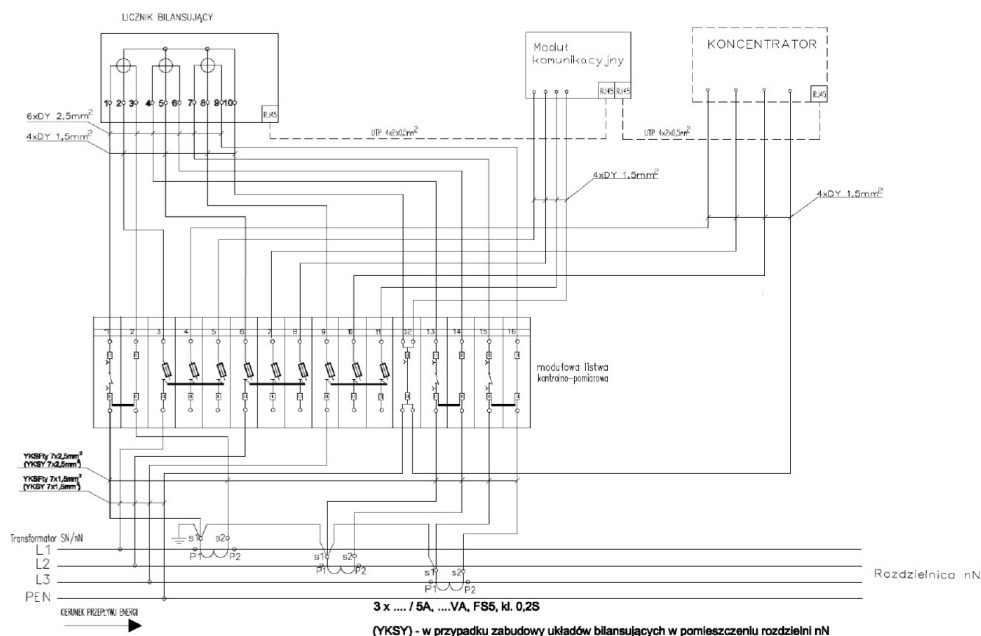 LICZNIK BILANSUJĄCY
Moduł
komunikacyjny
KONCENTRATOR
1 2 3 4 5 6 7 8 9 10
RJ45
RJ45 RJ45
RJ45
6xDY 2,5mm²
4xDY 1,5mm²
UTP 4x2x0,5m²
UTP 4x2x0,5m²
4xDY 1,5mm²
4xDY 1,5mm²
1 2 3 4 5 6 7 8 9 10 11 12 13 14 15 16
modułowa listwa
kontrolno-pomiarowa
YKSFty 7x2,5mm²
(YKSY 7x2,5mm²)
YKSFty 7x1,5mm²
(YKSY 7x1,5mm²)
Transformator SN/nN
s1 s2
s1 s2
s1 s2
L1
P1 P2
L2
P1 P2
L3
P1 P2
PEN
Rozdzielnica nN
KIERUNEK PRZEPŁYWU ENERGII
3 x .... / 5A, ....VA, FS5, kl. 0,2S
(YKSY) - w przypadku zabudowy układów bilansujących w pomieszczeniu rozdzielni nN